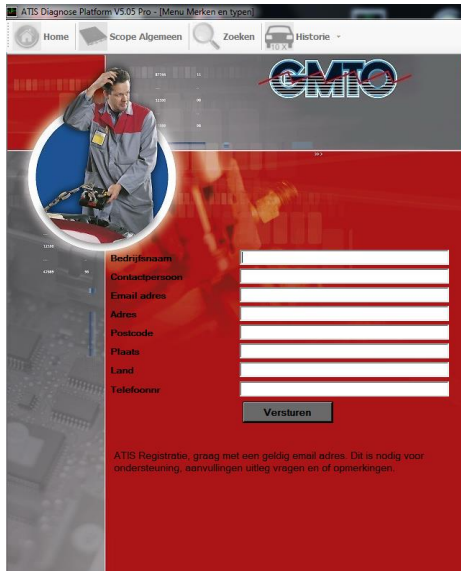 ATIS Diagnose Platform V5.05 Pro - [Menu Merken en typen]
Home Scope Algemeen Zoeken Historie
10 X
GMTO
>> >
Bedrijfsnaam
Contactpersoon
Email adres
Adres
Postcode
Plaats
Land
Telefoonnr
Versturen
ATIS Registratie, graag met een geldig email adres. Dit is nodig voor
ondersteuning, aanvullingen uitleg vragen en of opmerkingen.